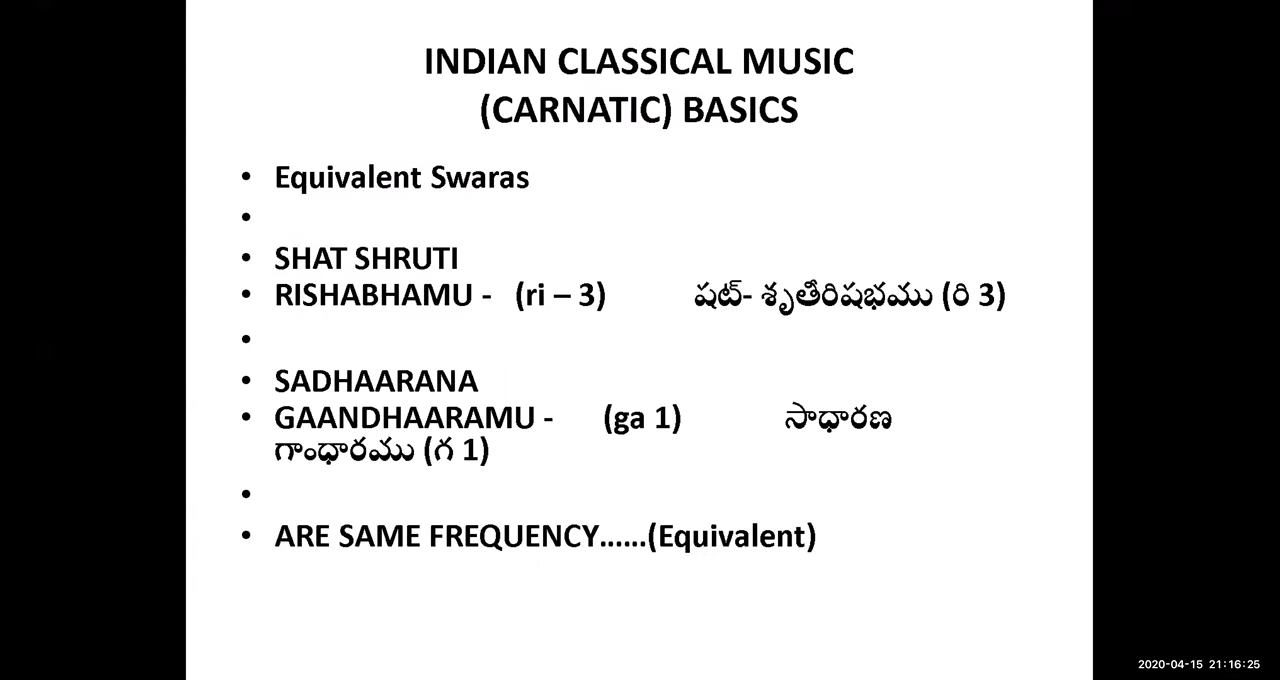 INDIAN CLASSICAL MUSIC
(CARNATIC) BASICS
• Equivalent Swaras
•
• SHAT SHRUTI
• RISHABHAMU - (ri – 3) షట్- శృతీరిషభము (రి 3)
•
• SADHAARANA
• GAANDHAARAMU - (ga 1) సాధారణ
గాంధారము (గ 1)
•
• ARE SAME FREQUENCY......(Equivalent)
2020-04-15 21:16:25